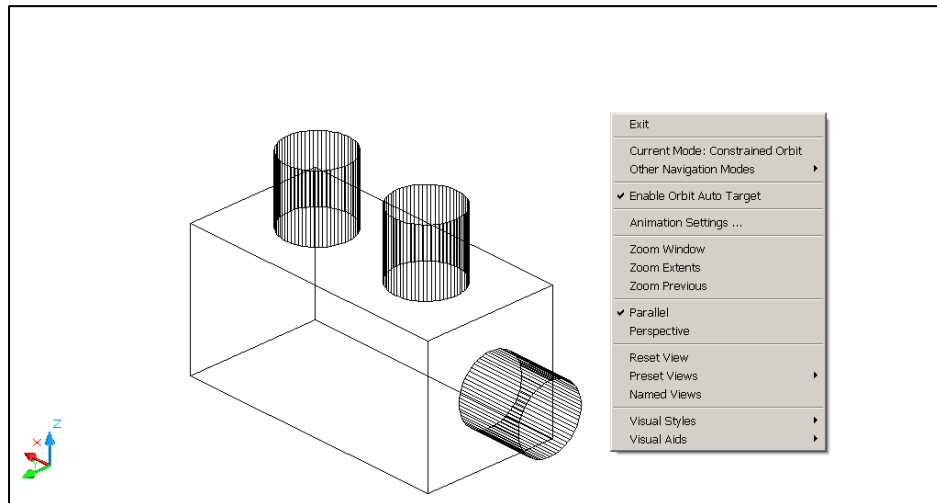 Exit
Current Mode: Constrained Orbit
Other Navigation Modes
Enable Orbit Auto Target
Animation Settings ...
Zoom Window
Zoom Extents
Zoom Previous
Parallel
Perspective
Reset View
Preset Views
Named Views
Visual Styles
Visual Aids
Z
X